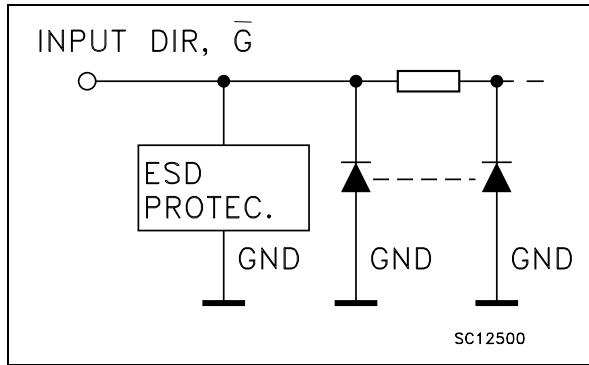 INPUT DIR, G̅
ESD
PROTEC.
GND
GND
GND
SC12500